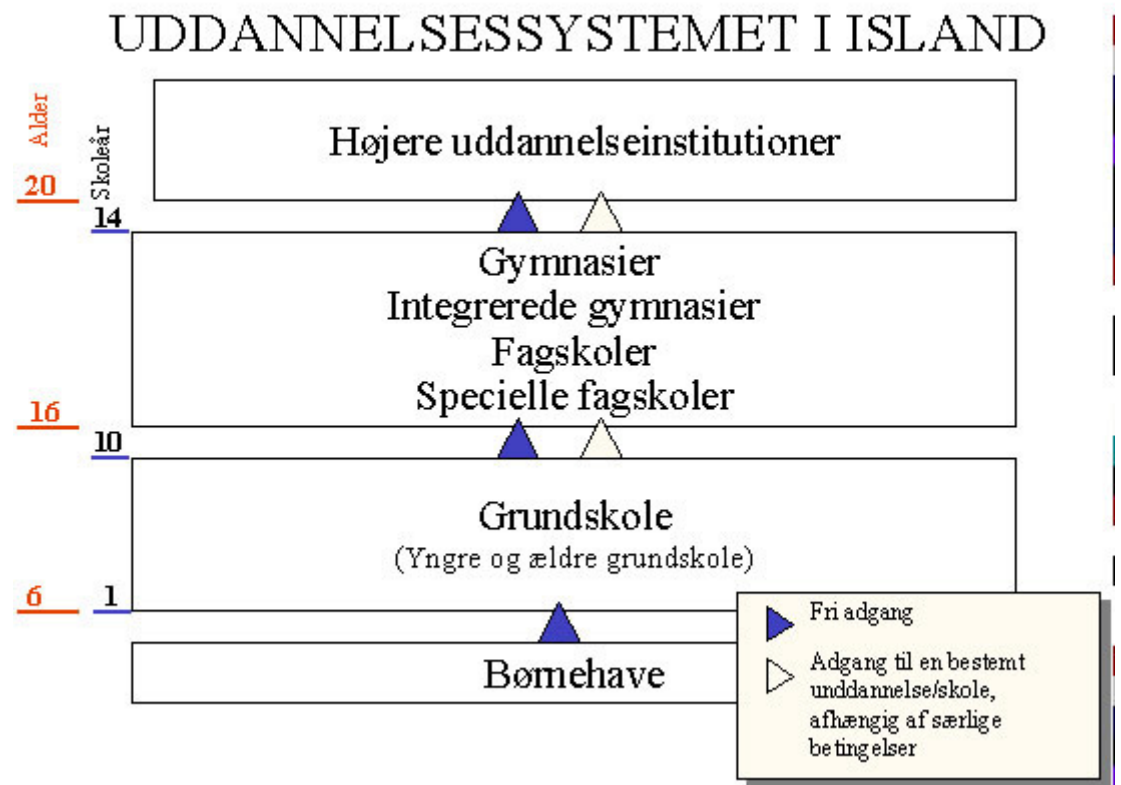 UDDANNELSESSYSTEMET I ISLAND
Alder
Skoleår
Højere uddannelseinstitutioner
20
14
Gymnasier
Integrerede gymnasier
Fagskoler
Specielle fagskoler
16
10
Grundskole
(Yngre og ældre grundskole)
6
1
Børnehave
Fri adgang
Adgang til en bestemt
unddannelse/skole,
afhængig af særlige
betingelser